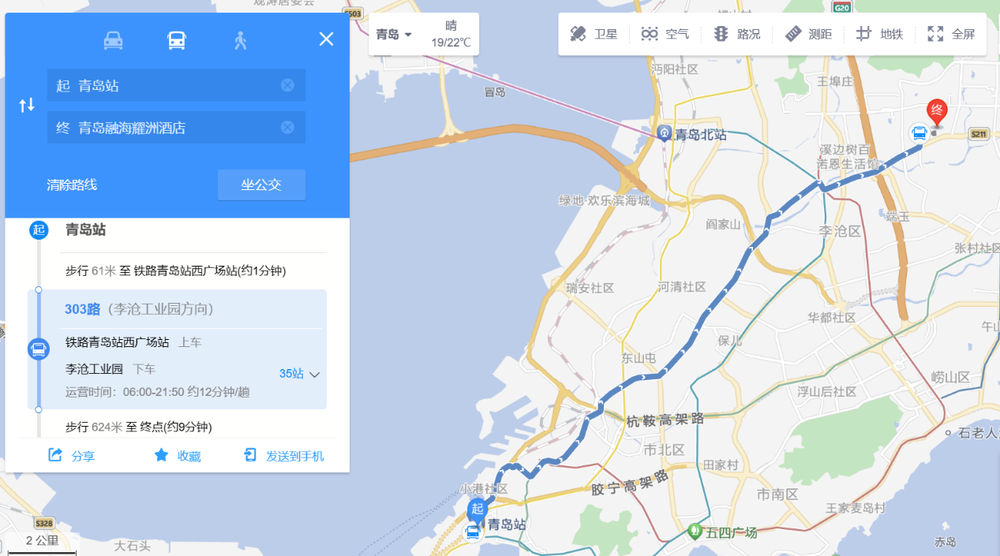 起 青岛站
终 青岛融海耀洲酒店
清除路线
坐公交
起 青岛站
步行 61米 至 铁路青岛站西广场站(约1分钟)
303路（李沧工业园方向）
铁路青岛站西广场站 上车
李沧工业园 下车
35站
运营时间：06:00-21:50 约12分钟/趟
步行 624米 至 终点(约9分钟)
分享
收藏
发送到手机
青岛
晴
19/22℃
卫星
空气
路况
测距
地铁
全屏
S503
G20
沔阳社区
王埠庄
冒岛
终
青岛北站
S211
溪边树百
诺恩生活馆
绿地·欢乐滨海城
阎家山
端玉
李沧区
张村社区
瑞安社区
河清社区
华都社区
午山
保儿
东山屯
崂山区
浮山后社区
杭鞍高架路
石老人
市北区
田家村
小港社区
胶宁高架路
市南区
王家麦岛村
起
青岛站
五四广场
S328
2 公里
大石头
赤岛